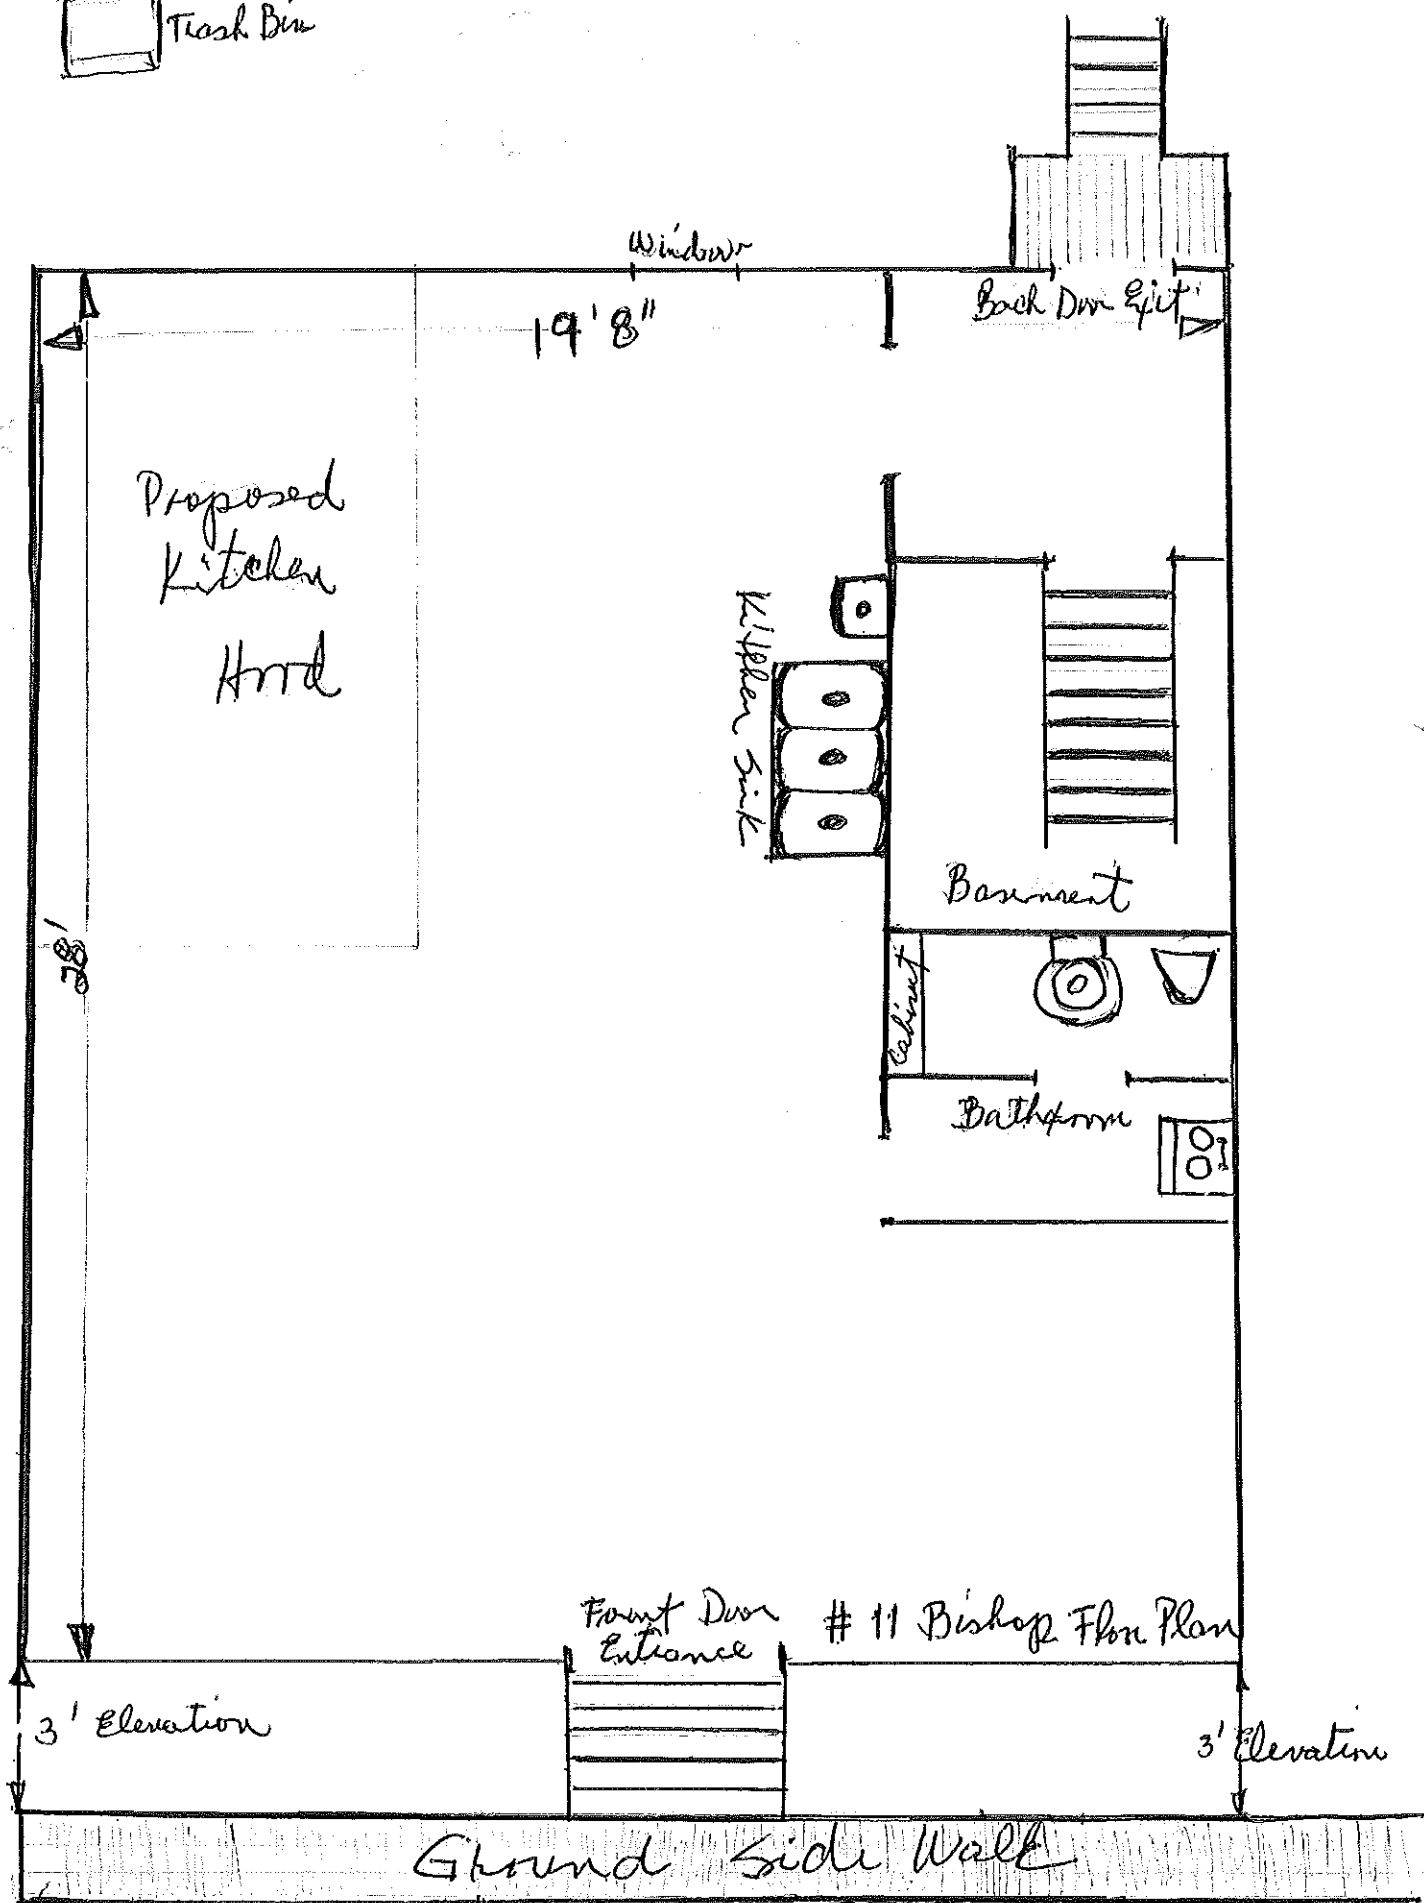 Trash Bin
Window
19'8"
Back Door Exit
Proposed
Kitchen
Hood
Kitchen Sink
Basement
28'
Cabinet
Bathroom
Front Door
Entrance
# 11 Bishop Floor Plan
3' Elevation
3' Elevation
Ground Side Walk